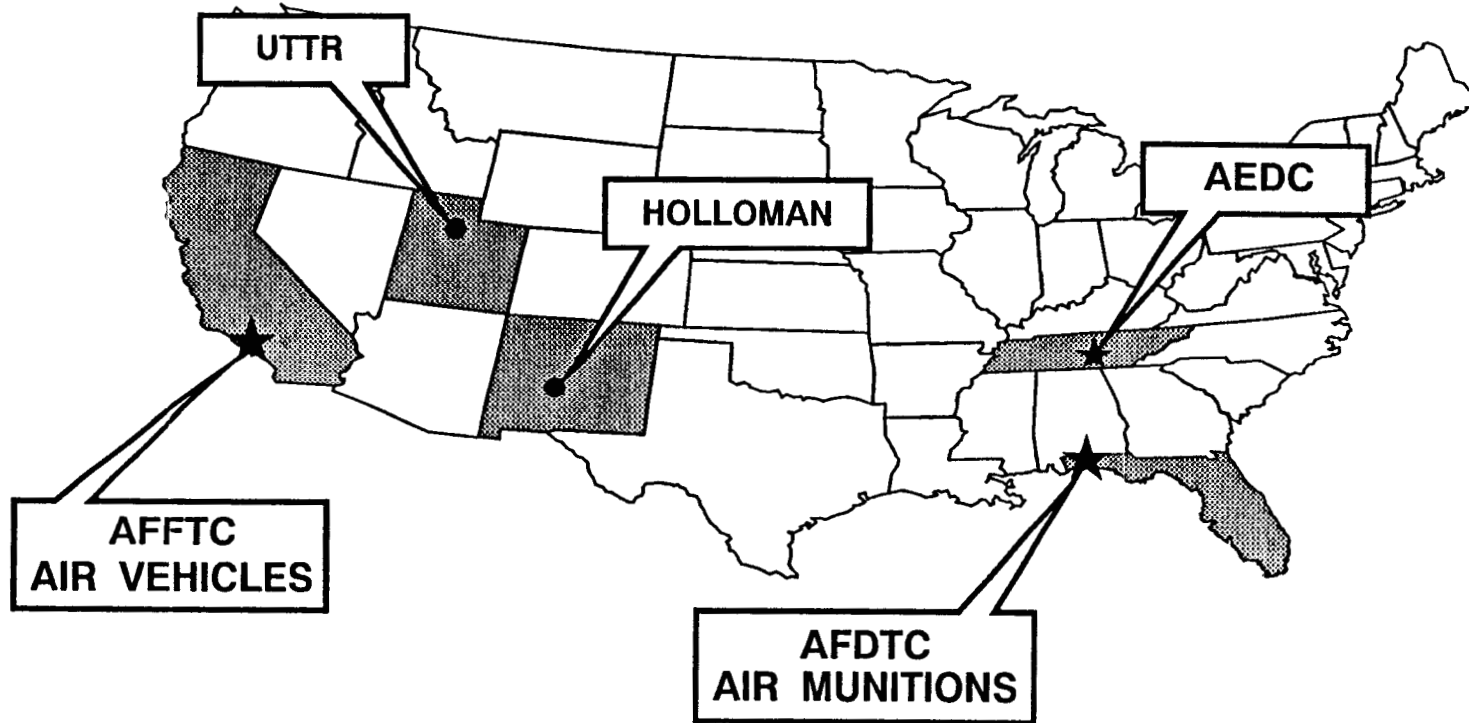 UTTR
AEDC
HOLLOMAN
AFFTC
AIR VEHICLES
AFDTC
AIR MUNITIONS